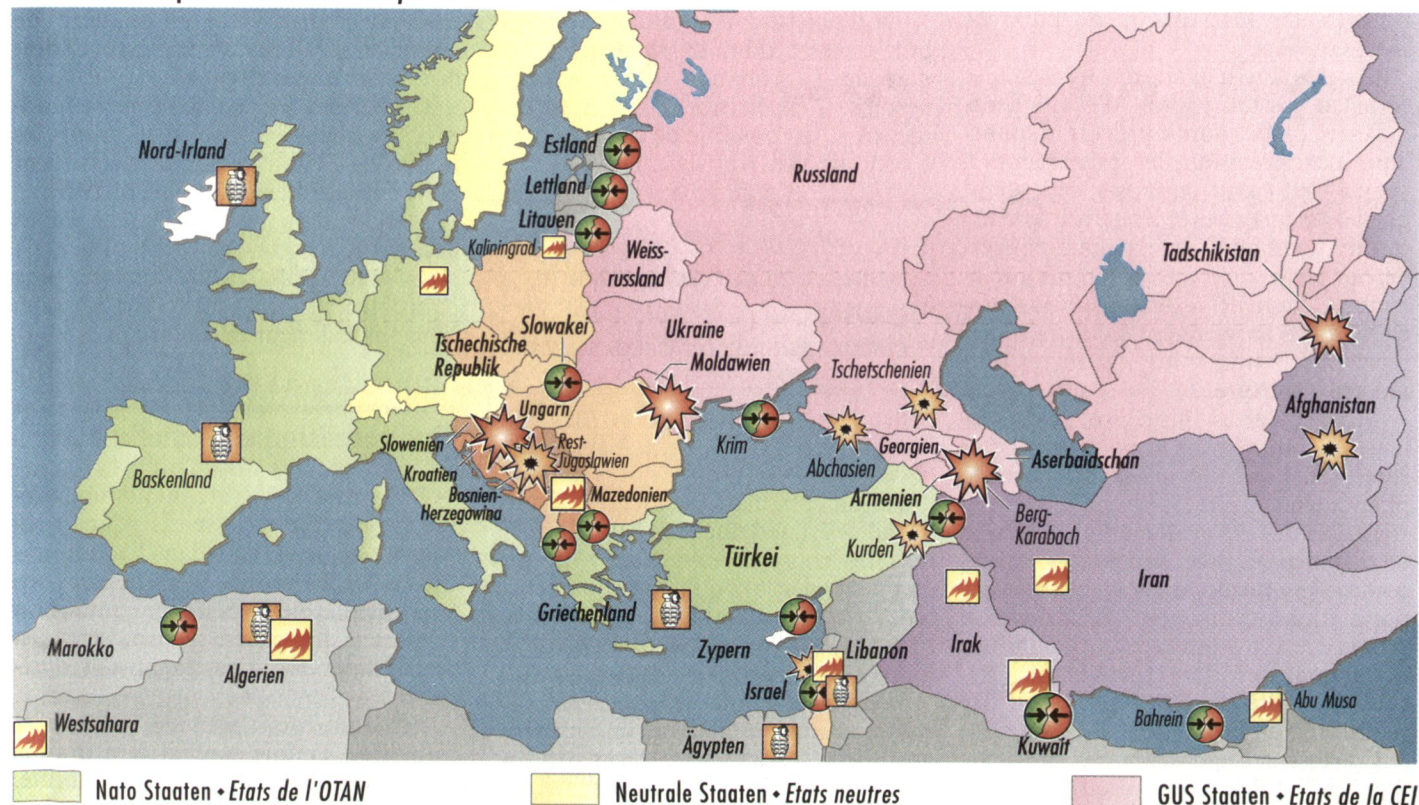 Nord-Irland
Estland
Lettland
Litauen
Kaliningrad
Weiss-
russland
Russland
Tadschikistan
Slowakei
Tschechische
Republik
Ukraine
Moldawien
Tschetschenien
Afghanistan
Ungarn
Slowenien
Rest-
Jugoslawien
Krim
Georgien
Aserbaidschan
Baskenland
Kroatien
Bosnien-
Herzegowina
Mazedonien
Abchasien
Armenien
Berg-
Karabach
Kurden
Türkei
Iran
Griechenland
Marokko
Algerien
Zypern
Libanon
Irak
Israel
Westsahara
Ägypten
Kuwait
Bahrein
Abu Musa
Nato Staaten • Etats de l'OTAN
Neutrale Staaten • Etats neutres
GUS Staaten • Etats de la CEI